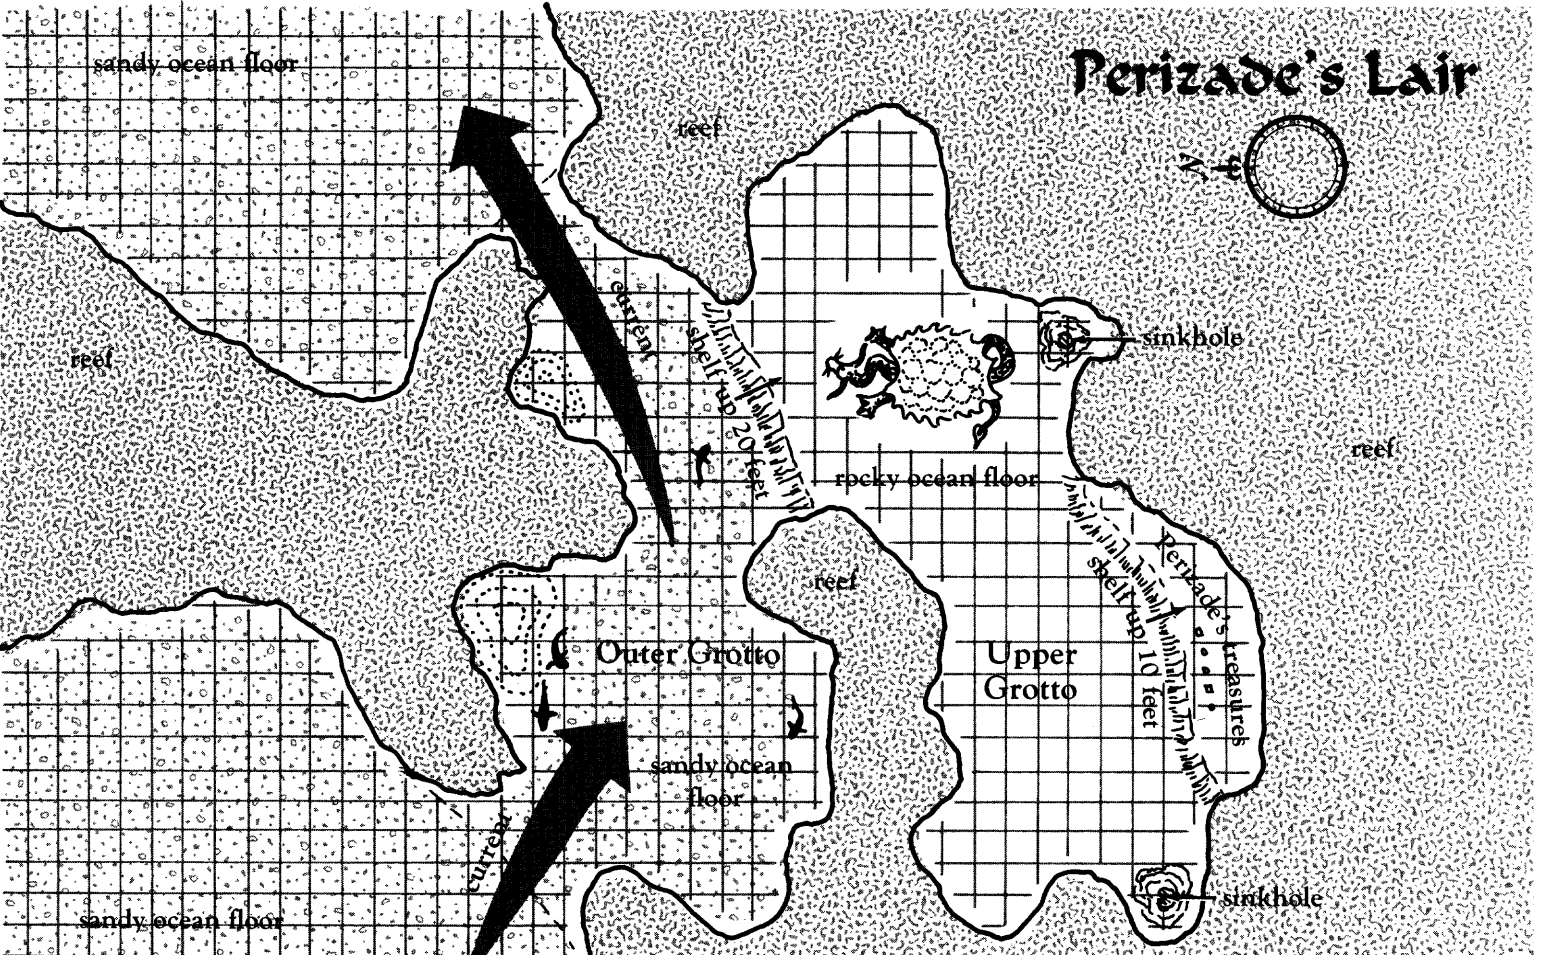 sandy ocean floor
Perizade's Lair
reef
N
current
shelf up 20 feet
sinkhole
reef
reef
rocky ocean floor
reef
Perizade's treasures
shelf up 10 feet
Outer Grotto
Upper
Grotto
sandy ocean
floor
current
sandy ocean floor
sinkhole